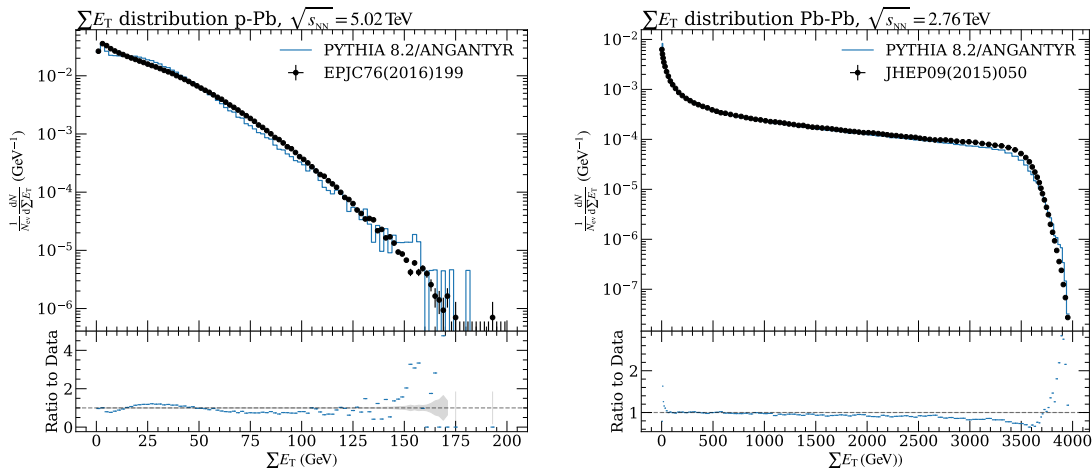 ∑E_T distribution p-Pb, √s_NN = 5.02 TeV
PYTHIA 8.2/ANGANTYR
EPJC76(2016)199
1/N_ev dN/d∑E_T (GeV⁻¹)
10⁻²
10⁻³
10⁻⁴
10⁻⁵
10⁻⁶
Ratio to Data
4
2
0
0 25 50 75 100 125 150 175 200
∑E_T (GeV)
∑E_T distribution Pb-Pb, √s_NN = 2.76 TeV
PYTHIA 8.2/ANGANTYR
JHEP09(2015)050
1/N_ev dN/d∑E_T (GeV⁻¹)
10⁻¹
10⁻²
10⁻³
10⁻⁴
10⁻⁵
10⁻⁶
10⁻⁷
Ratio to Data
2
1
0 500 1000 1500 2000 2500 3000 3500 4000
∑E_T (GeV))